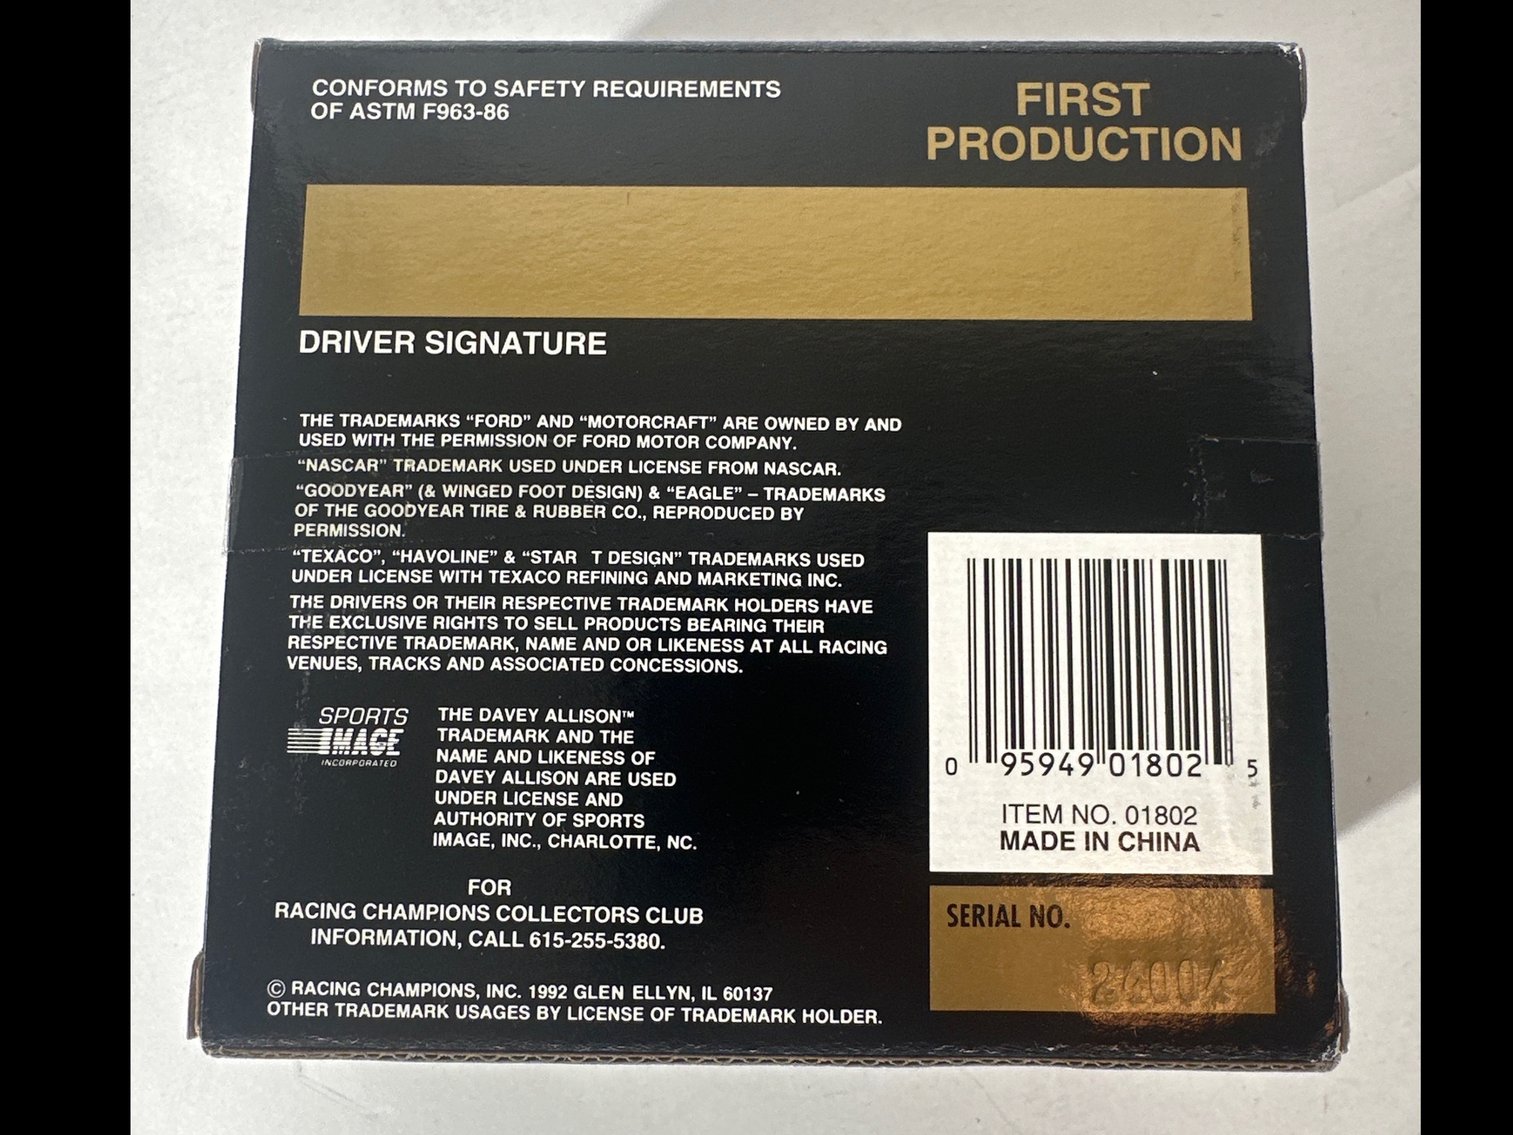 CONFORMS TO SAFETY REQUIREMENTS
OF ASTM F963-86
FIRST
PRODUCTION
DRIVER SIGNATURE
THE TRADEMARKS “FORD” AND “MOTORCRAFT” ARE OWNED BY AND
USED WITH THE PERMISSION OF FORD MOTOR COMPANY.
“NASCAR” TRADEMARK USED UNDER LICENSE FROM NASCAR.
“GOODYEAR” (& WINGED FOOT DESIGN) & “EAGLE” – TRADEMARKS
OF THE GOODYEAR TIRE & RUBBER CO., REPRODUCED BY
PERMISSION.
“TEXACO”, “HAVOLINE” & “STAR T DESIGN” TRADEMARKS USED
UNDER LICENSE WITH TEXACO REFINING AND MARKETING INC.
THE DRIVERS OR THEIR RESPECTIVE TRADEMARK HOLDERS HAVE
THE EXCLUSIVE RIGHTS TO SELL PRODUCTS BEARING THEIR
RESPECTIVE TRADEMARK, NAME AND OR LIKENESS AT ALL RACING
VENUES, TRACKS AND ASSOCIATED CONCESSIONS.
SPORTS
IMAGE
INCORPORATED
THE DAVEY ALLISON™
TRADEMARK AND THE
NAME AND LIKENESS OF
DAVEY ALLISON ARE USED
UNDER LICENSE AND
AUTHORITY OF SPORTS
IMAGE, INC., CHARLOTTE, NC.
FOR
RACING CHAMPIONS COLLECTORS CLUB
INFORMATION, CALL 615-255-5380.
© RACING CHAMPIONS, INC. 1992 GLEN ELLYN, IL 60137
OTHER TRADEMARK USAGES BY LICENSE OF TRADEMARK HOLDER.
0 95949 01802 5
ITEM NO. 01802
MADE IN CHINA
SERIAL NO.
24004